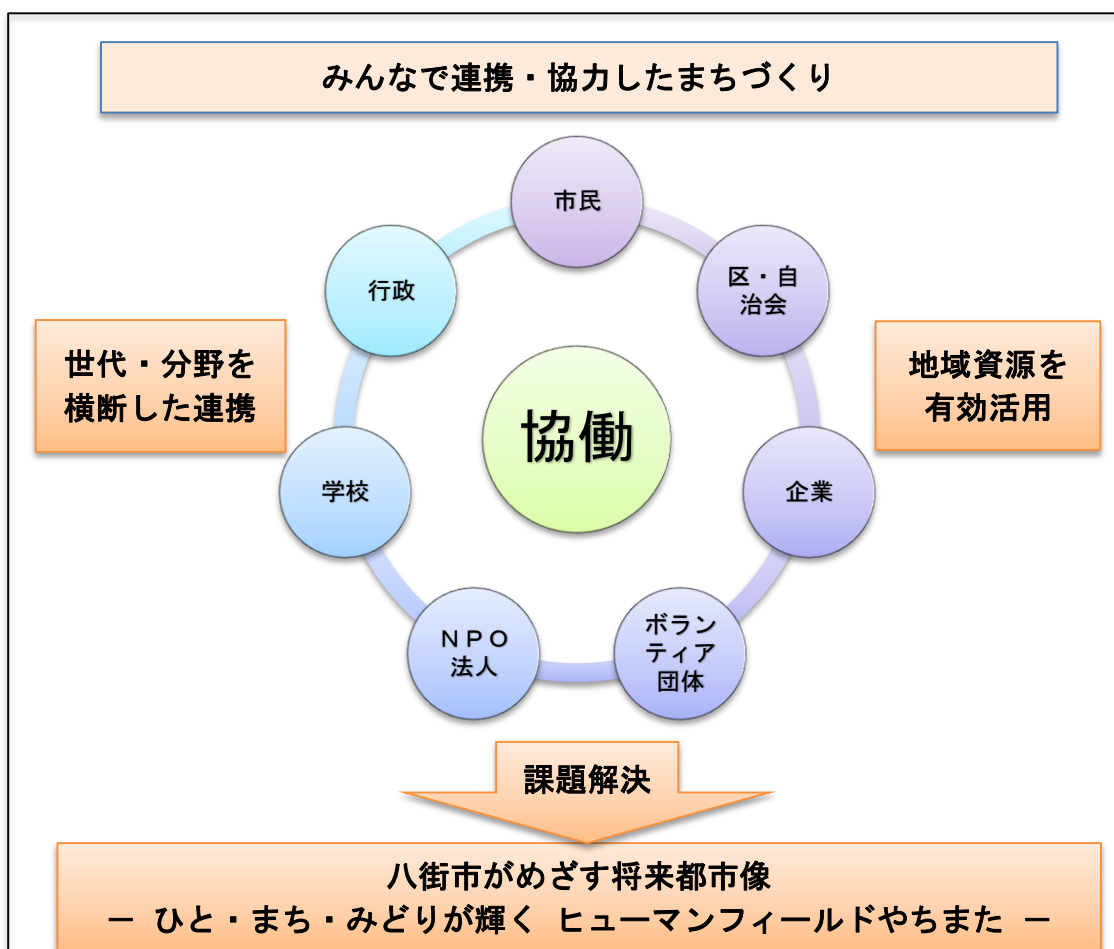 みんなで連携・協力したまちづくり
市民
行政
区・自
治会
世代・分野を
横断した連携
協働
地域資源を
有効活用
学校
企業
ＮＰＯ
法人
ボラン
ティア
団体
課題解決
八街市がめざす将来都市像
－ ひと・まち・みどりが輝く ヒューマンフィールドやちまた －